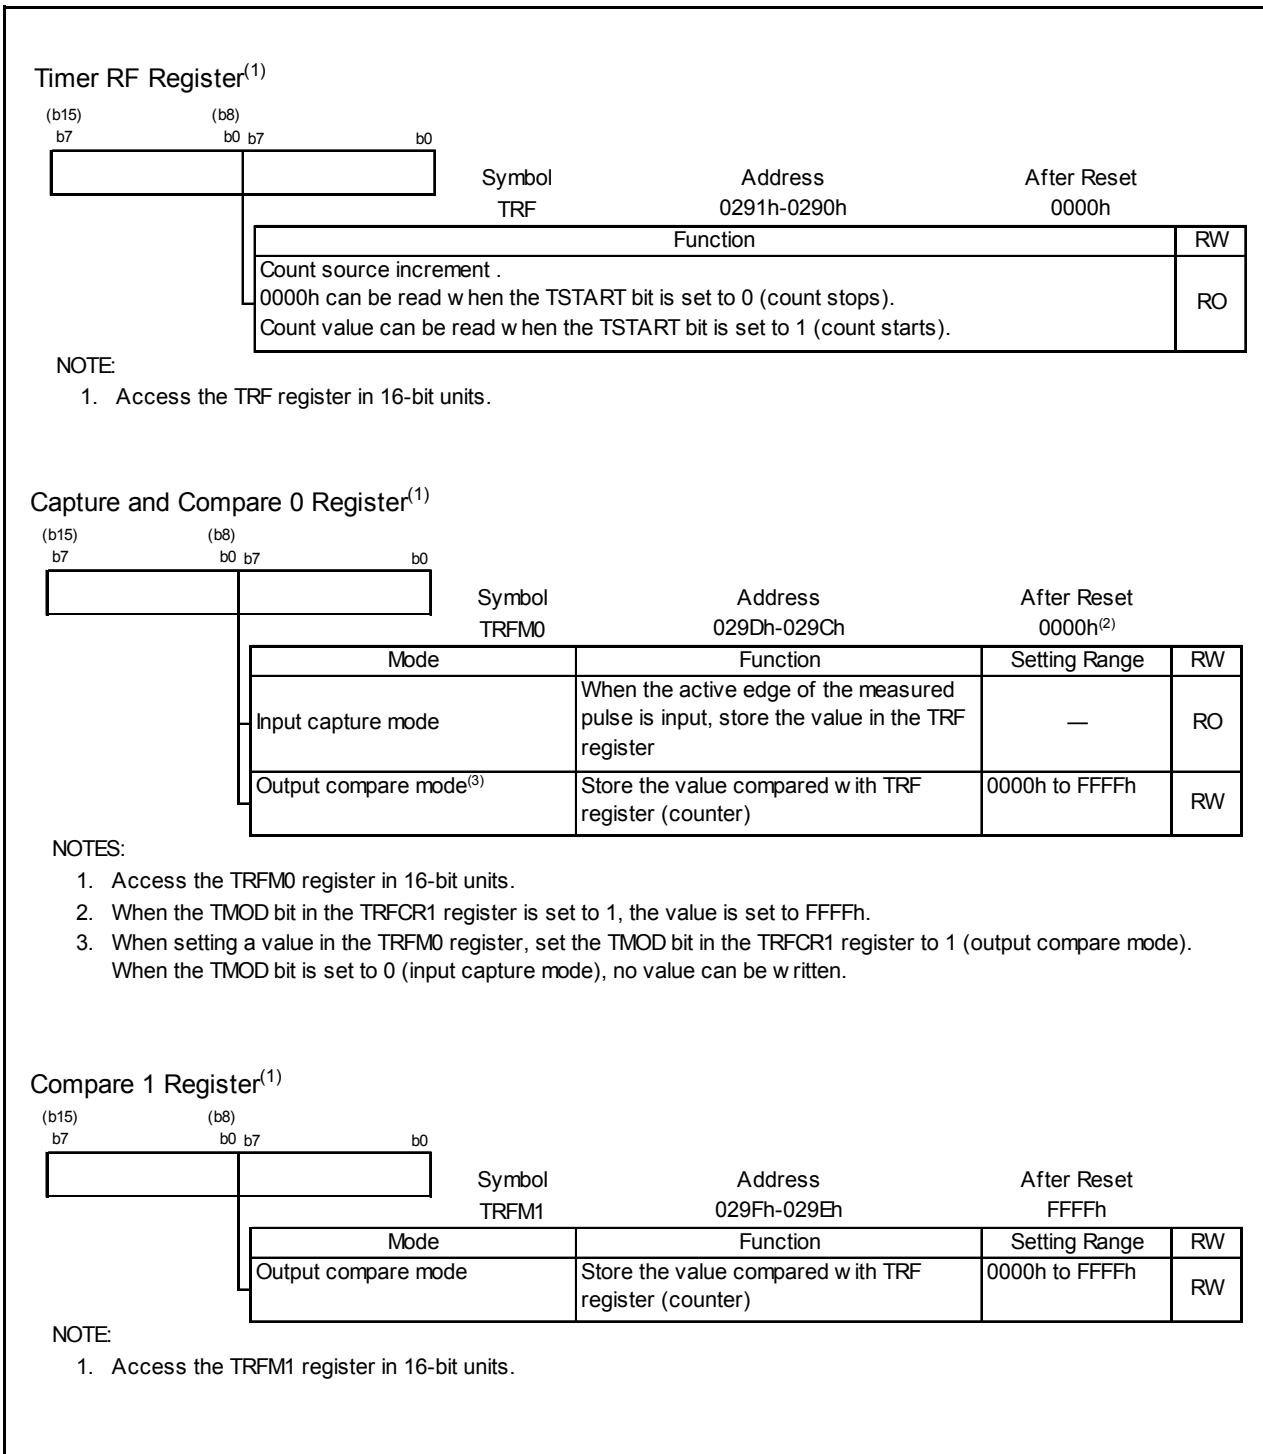 Timer RF Register(1)
(b15) (b8)
b7 b0 b7 b0
Symbol Address After Reset
TRF 0291h-0290h 0000h
Function RW
Count source increment .
0000h can be read when the TSTART bit is set to 0 (count stops).
Count value can be read when the TSTART bit is set to 1 (count starts).
RO
NOTE:
1. Access the TRF register in 16-bit units.
Capture and Compare 0 Register(1)
(b15) (b8)
b7 b0 b7 b0
Symbol Address After Reset
TRFM0 029Dh-029Ch 0000h(2)
Mode Function Setting Range RW
Input capture mode
When the active edge of the measured
pulse is input, store the value in the TRF
register
— RO
Output compare mode(3)
Store the value compared with TRF
register (counter)
0000h to FFFFh
RW
NOTES:
1. Access the TRFM0 register in 16-bit units.
2. When the TMOD bit in the TRFCR1 register is set to 1, the value is set to FFFFh.
3. When setting a value in the TRFM0 register, set the TMOD bit in the TRFCR1 register to 1 (output compare mode).
When the TMOD bit is set to 0 (input capture mode), no value can be written.
Compare 1 Register(1)
(b15) (b8)
b7 b0 b7 b0
Symbol Address After Reset
TRFM1 029Fh-029Eh FFFFh
Mode Function Setting Range RW
Output compare mode
Store the value compared with TRF
register (counter)
0000h to FFFFh
RW
NOTE:
1. Access the TRFM1 register in 16-bit units.